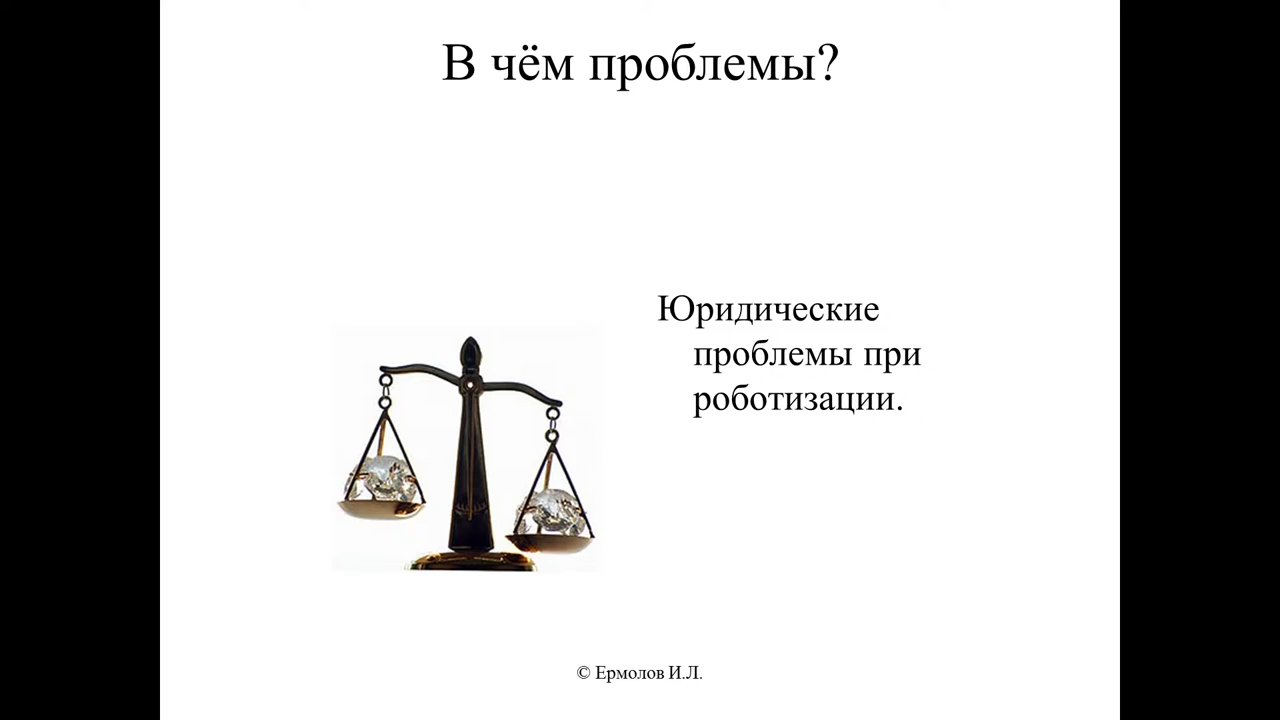 В чём проблемы?
Юридические
проблемы при
роботизации.
© Ермолов И.Л.